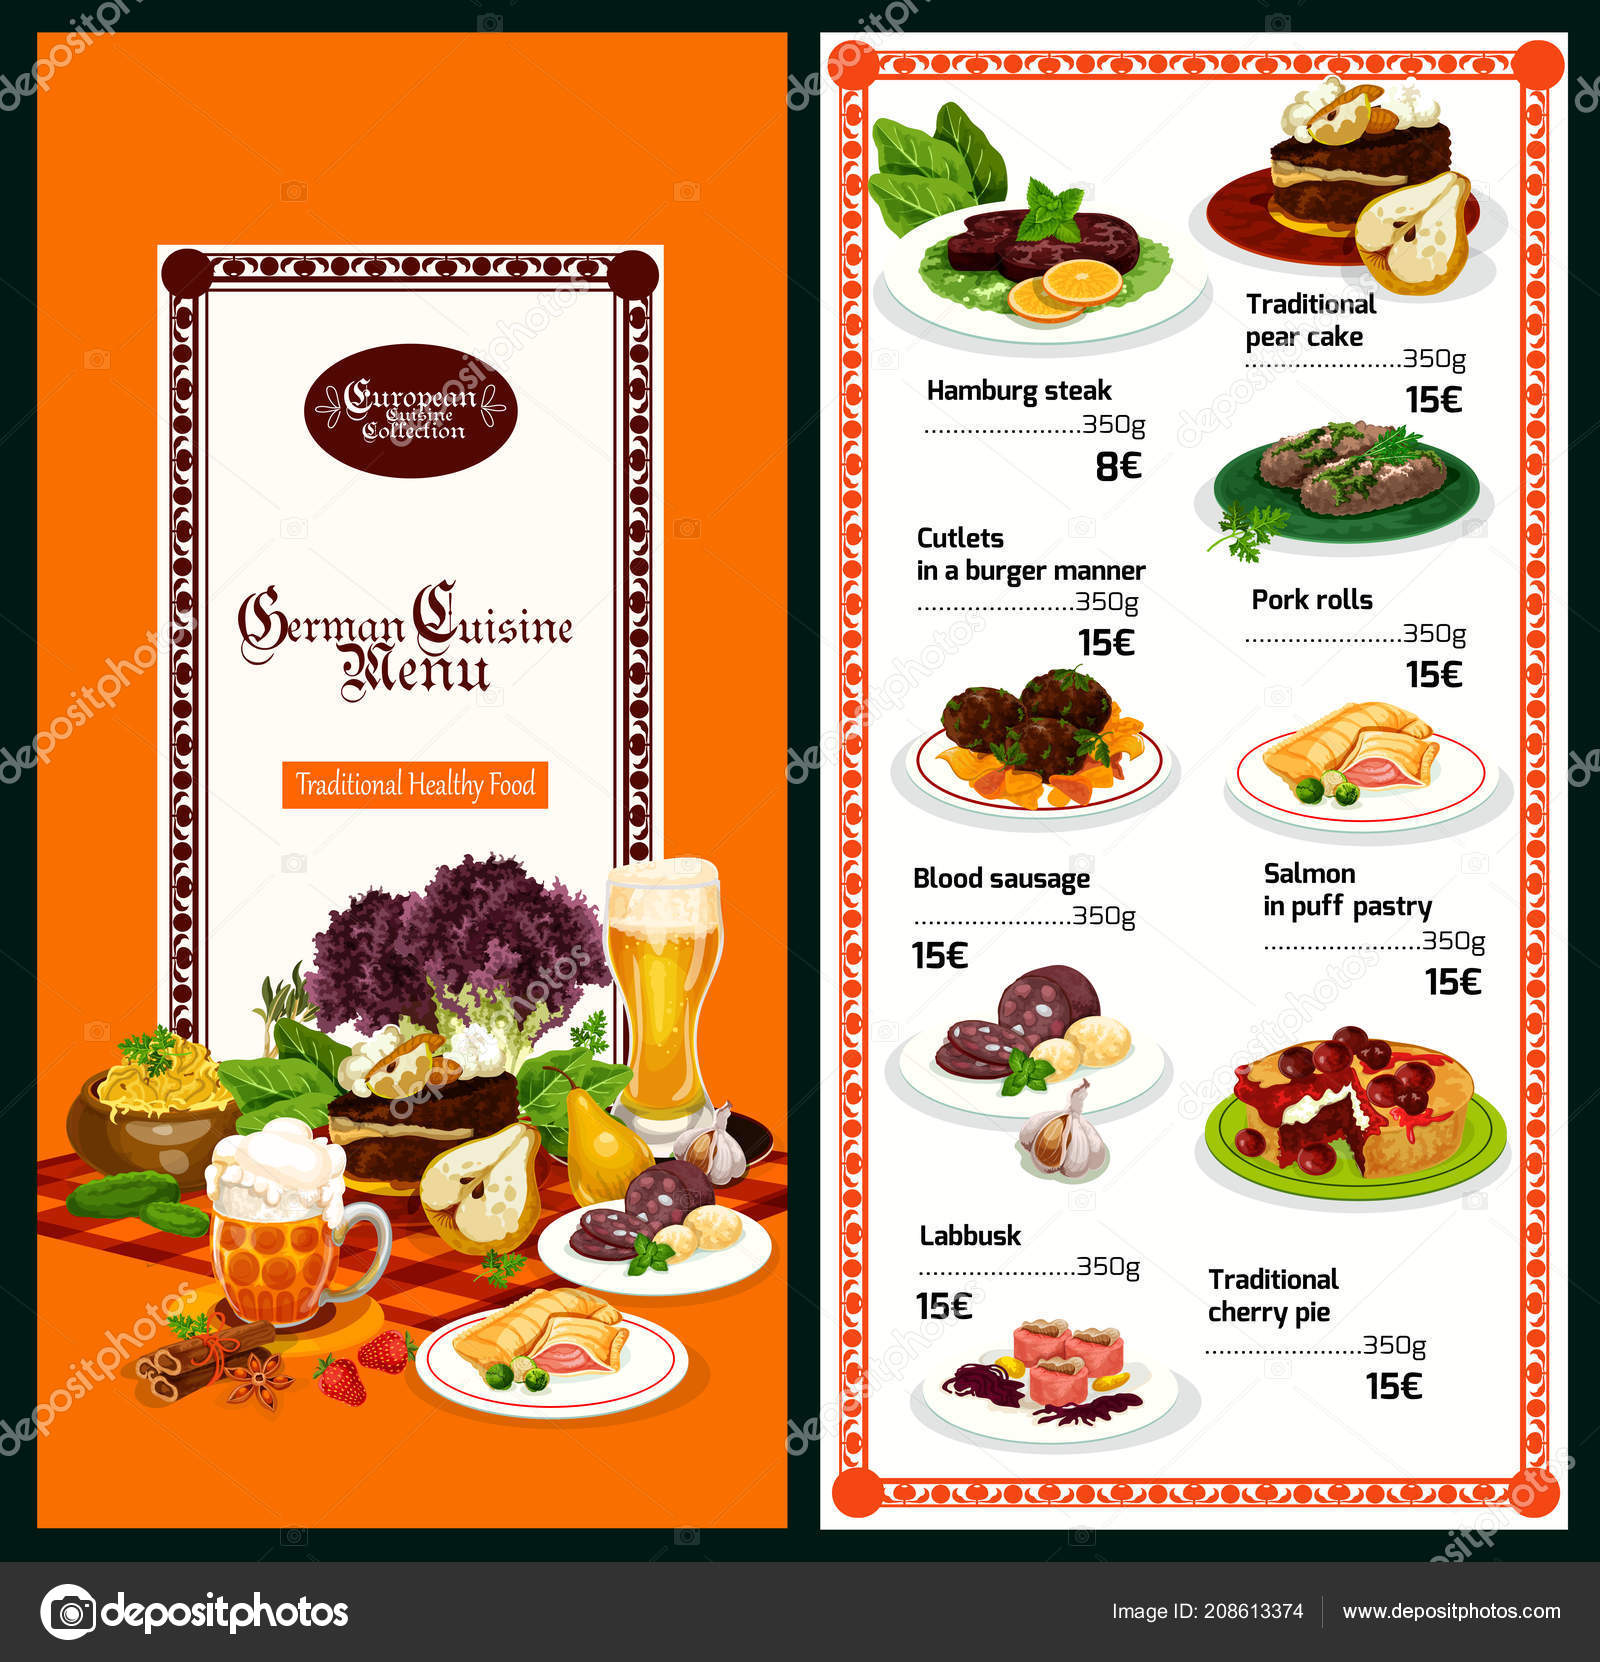 European
Cuisine
Collection
German Cuisine
Menu
Traditional Healthy Food
Hamburg steak
......................350g
8€
Cutlets
in a burger manner
......................350g
15€
Blood sausage
......................350g
15€
Labbusk
......................350g
15€
Traditional
pear cake
......................350g
15€
Pork rolls
......................350g
15€
Salmon
in puff pastry
......................350g
15€
Traditional
cherry pie
......................350g
15€
depositphotos
Image ID: 208613374 www.depositphotos.com